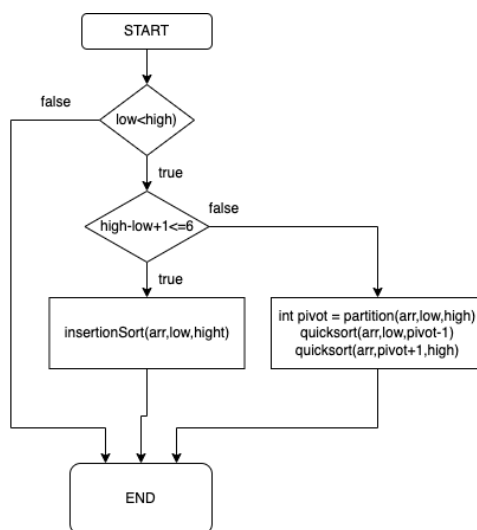 START
false
low<high)
true
high-low+1<=6
false
true
insertionSort(arr,low,hight)
int pivot = partition(arr,low,high)
quicksort(arr,low,pivot-1)
quicksort(arr,pivot+1,high)
END